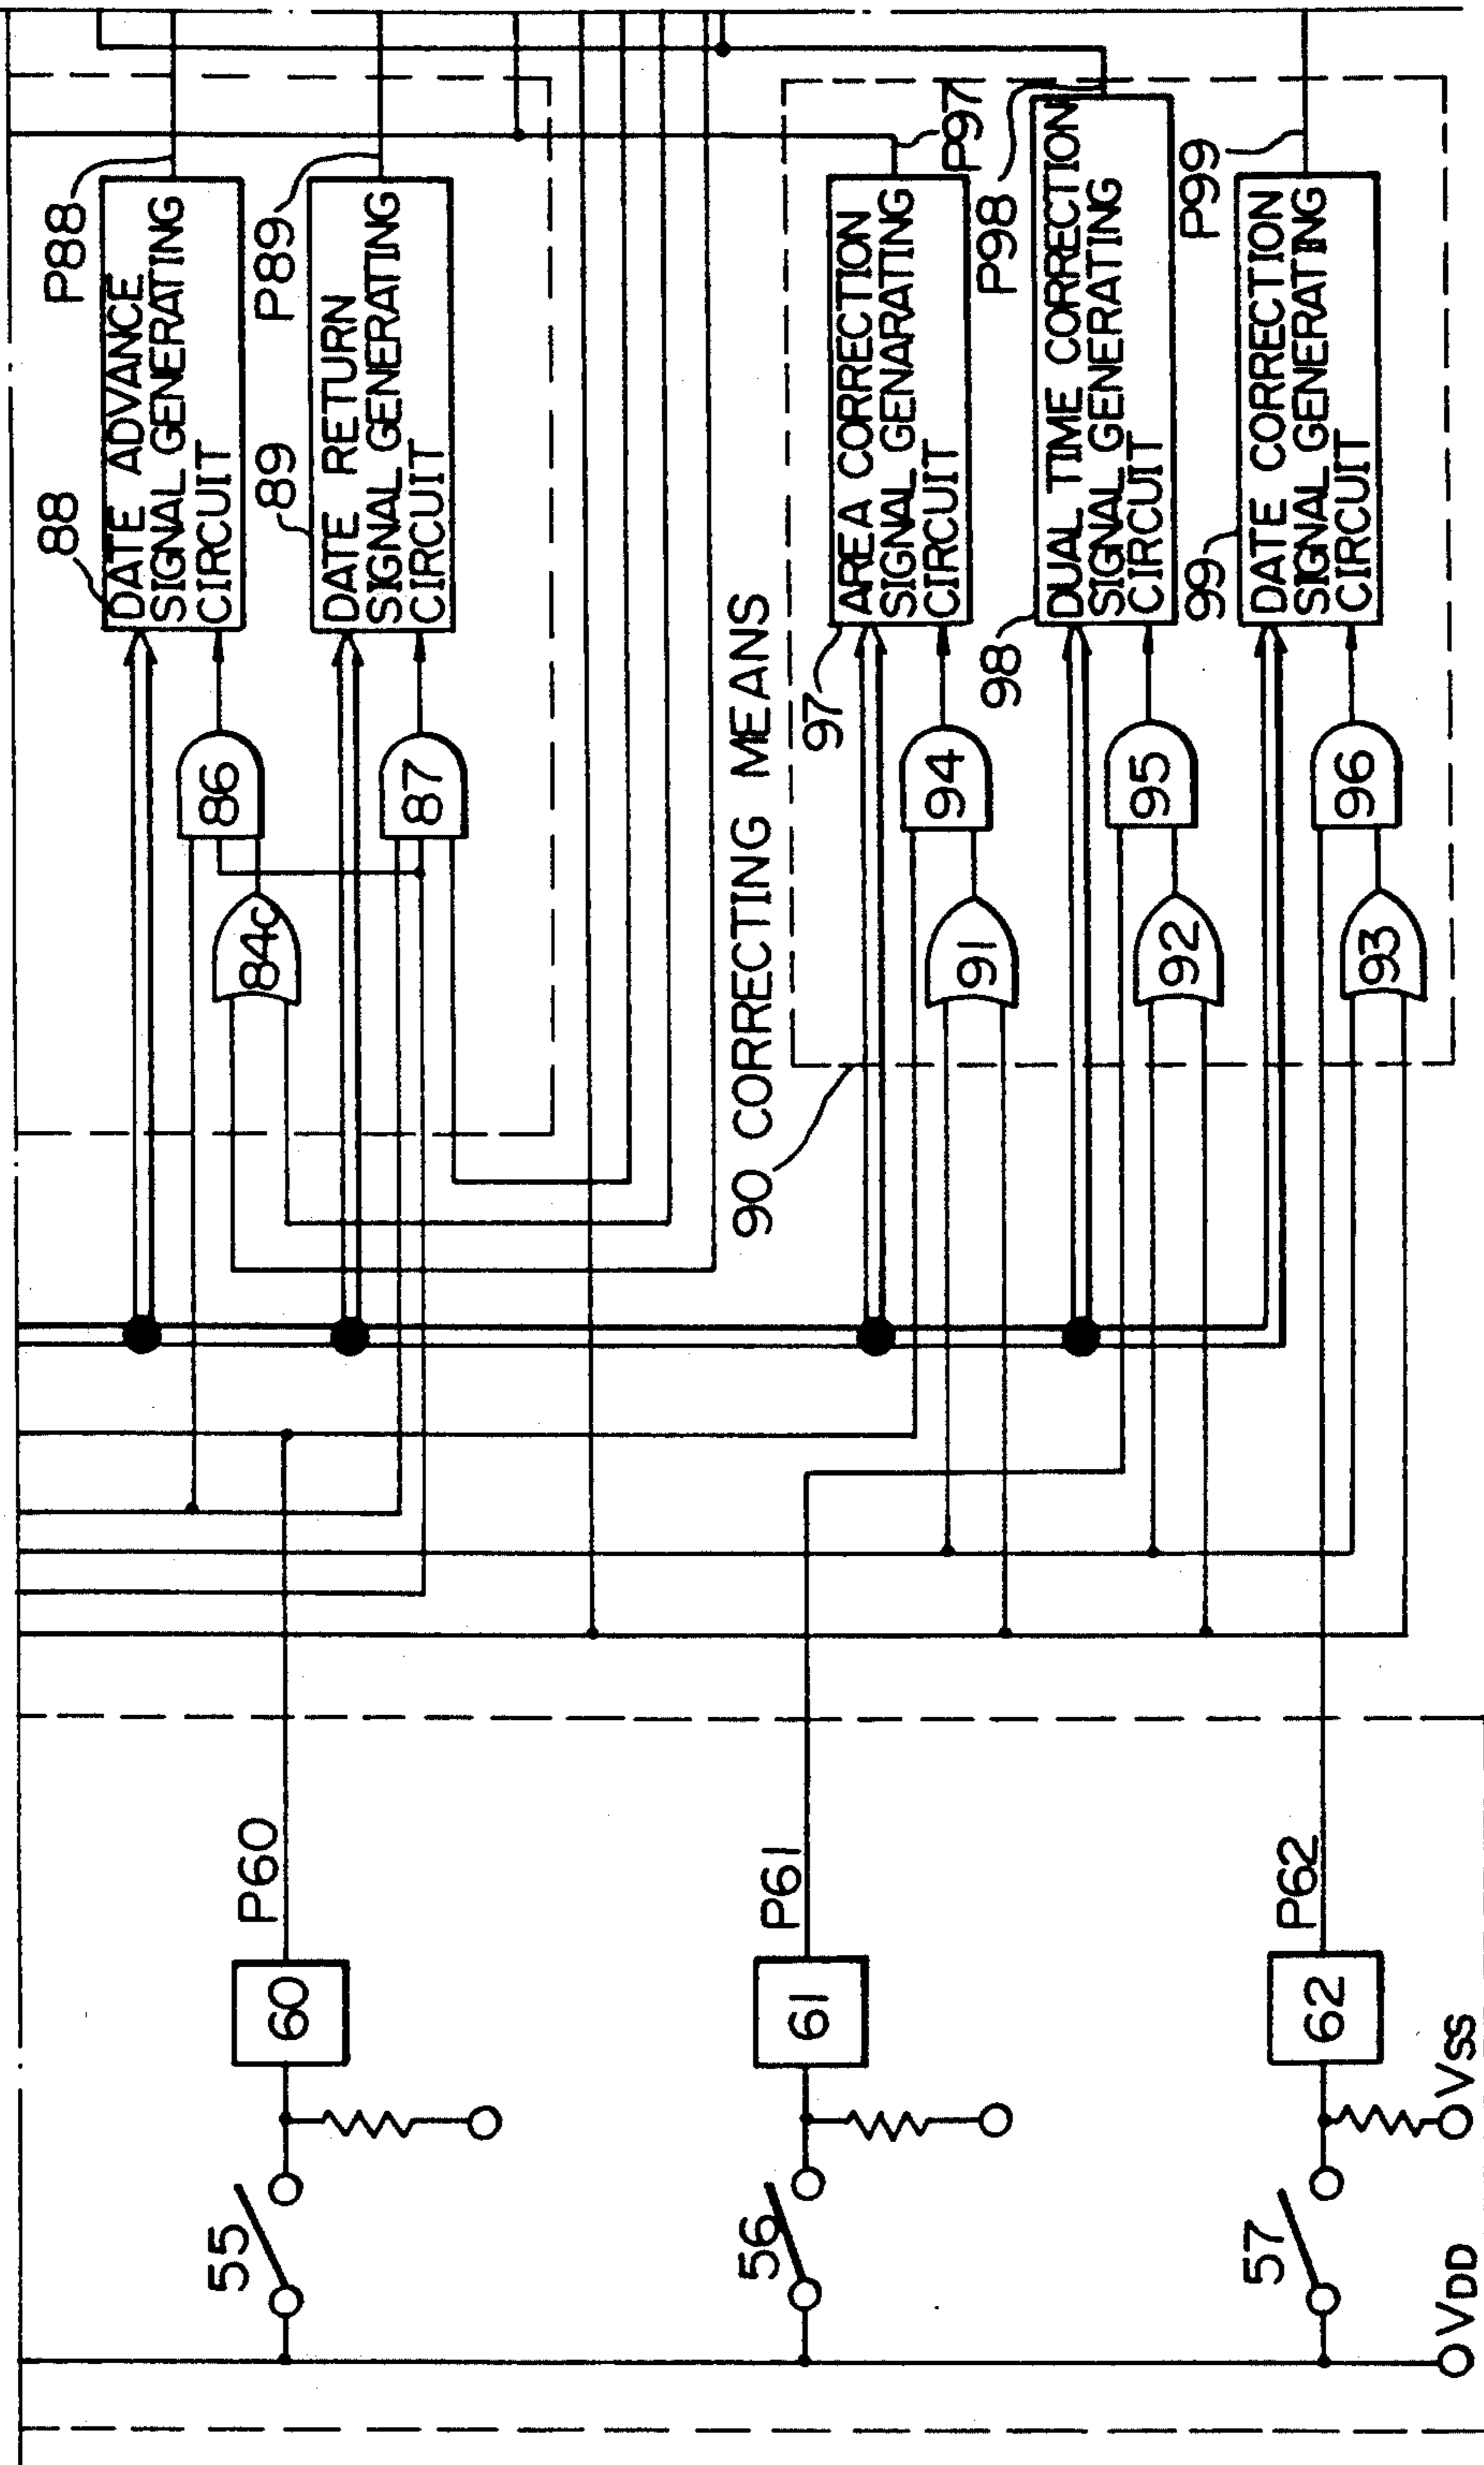 55
60
P60
84c
86
87
88
DATE ADVANCE
SIGNAL GENERATING
CIRCUIT
P88
89
DATE RETURN
SIGNAL GENERATING
CIRCUIT
P89
90 CORRECTING MEANS
56
61
P61
91
94
97
AREA CORRECTION
SIGNAL GENARATING
CIRCUIT
P97
92
95
98
DUAL TIME CORRECTION
SIGNAL GENERATING
CIRCUIT
P98
57
62
P62
93
96
99
DATE CORRECTION
SIGNAL GENERATING
CIRCUIT
P99
VDD
VSS